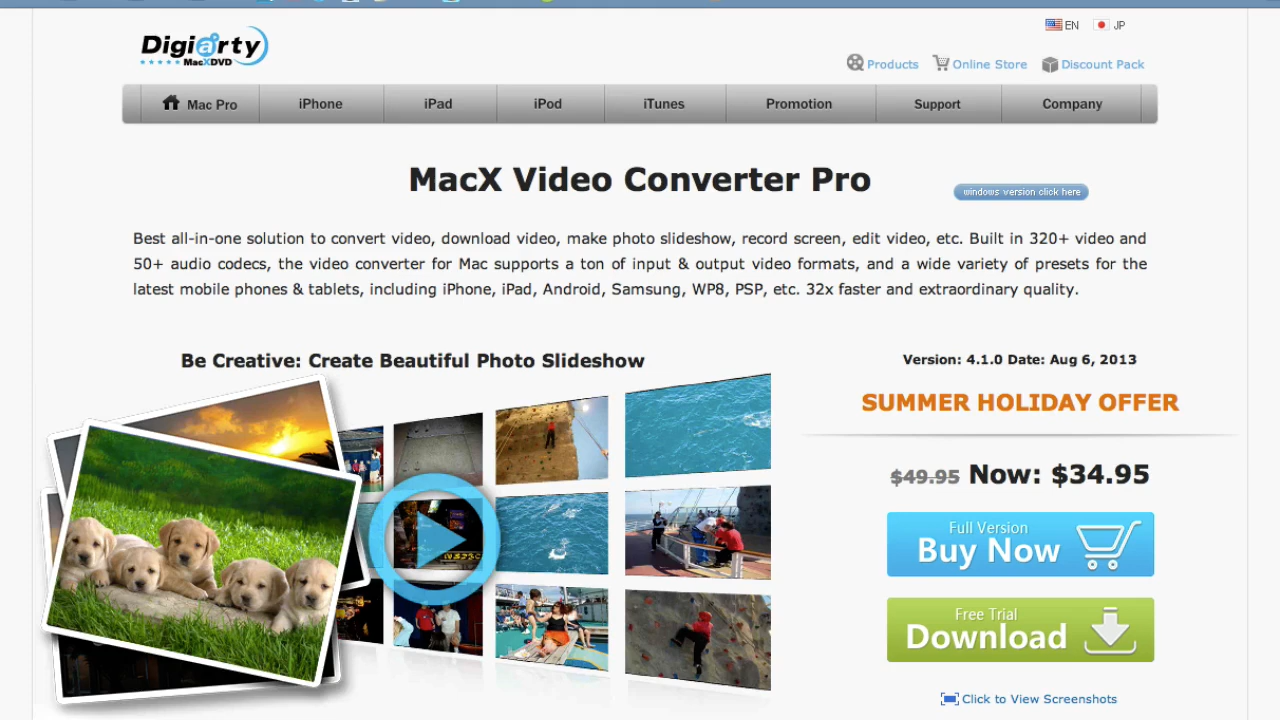 EN JP
Digiarty
MacXDVD
Products Online Store Discount Pack
Mac Pro iPhone iPad iPod iTunes Promotion Support Company
MacX Video Converter Pro
windows version click here
Best all-in-one solution to convert video, download video, make photo slideshow, record screen, edit video, etc. Built in 320+ video and
50+ audio codecs, the video converter for Mac supports a ton of input & output video formats, and a wide variety of presets for the
latest mobile phones & tablets, including iPhone, iPad, Android, Samsung, WP8, PSP, etc. 32x faster and extraordinary quality.
Be Creative: Create Beautiful Photo Slideshow
Version: 4.1.0 Date: Aug 6, 2013
SUMMER HOLIDAY OFFER
$49.95 Now: $34.95
Full Version
Buy Now
Free Trial
Download
Click to View Screenshots